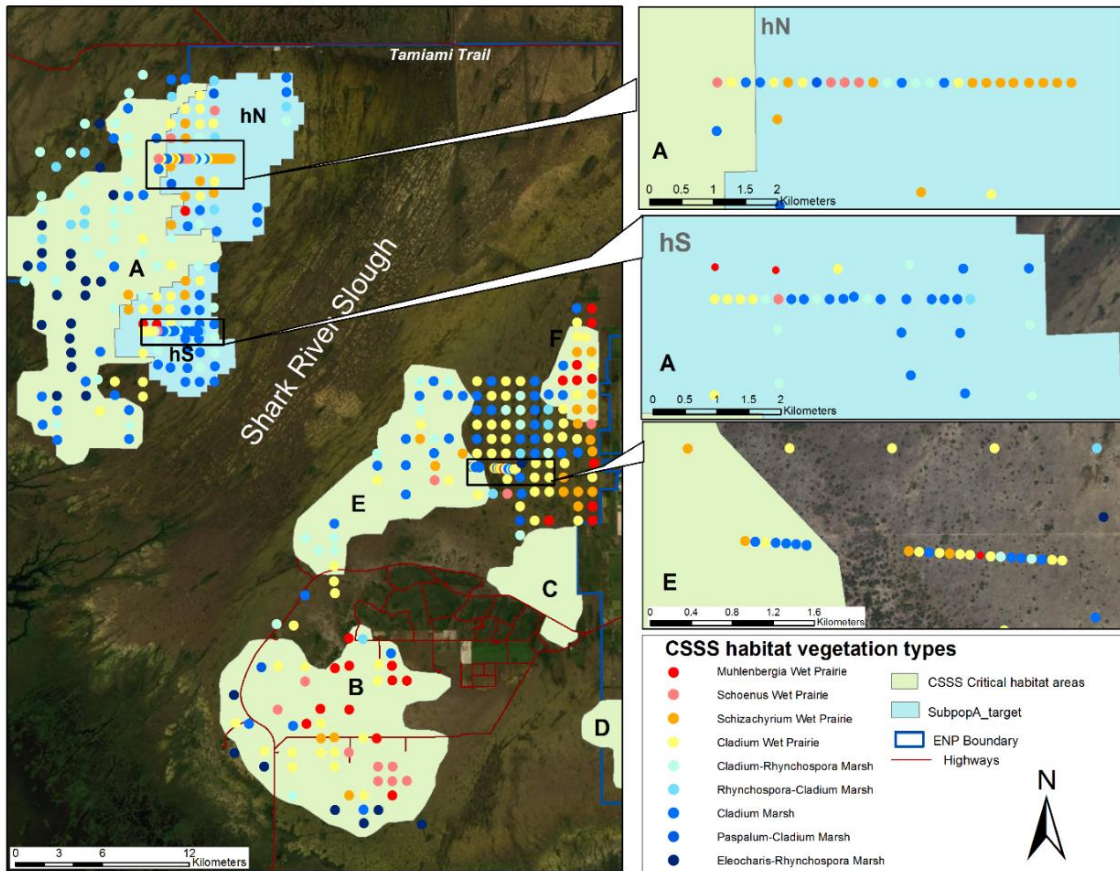 Tamiami Trail
hN
A
hS
Shark River Slough
F
E
C
B
D
0 3 6 12
Kilometers
hN
A
0 0.5 1 1.5 2
Kilometers
hS
A
0 0.5 1 1.5 2
Kilometers
E
0 0.4 0.8 1.2 1.6
Kilometers
CSSS habitat vegetation types
Muhlenbergia Wet Prairie
Schoenus Wet Prairie
Schizachyrium Wet Prairie
Cladium Wet Prairie
Cladium-Rhynchospora Marsh
Rhynchospora-Cladium Marsh
Cladium Marsh
Paspalum-Cladium Marsh
Eleocharis-Rhynchospora Marsh
CSSS Critical habitat areas
SubpopA_target
ENP Boundary
Highways
N